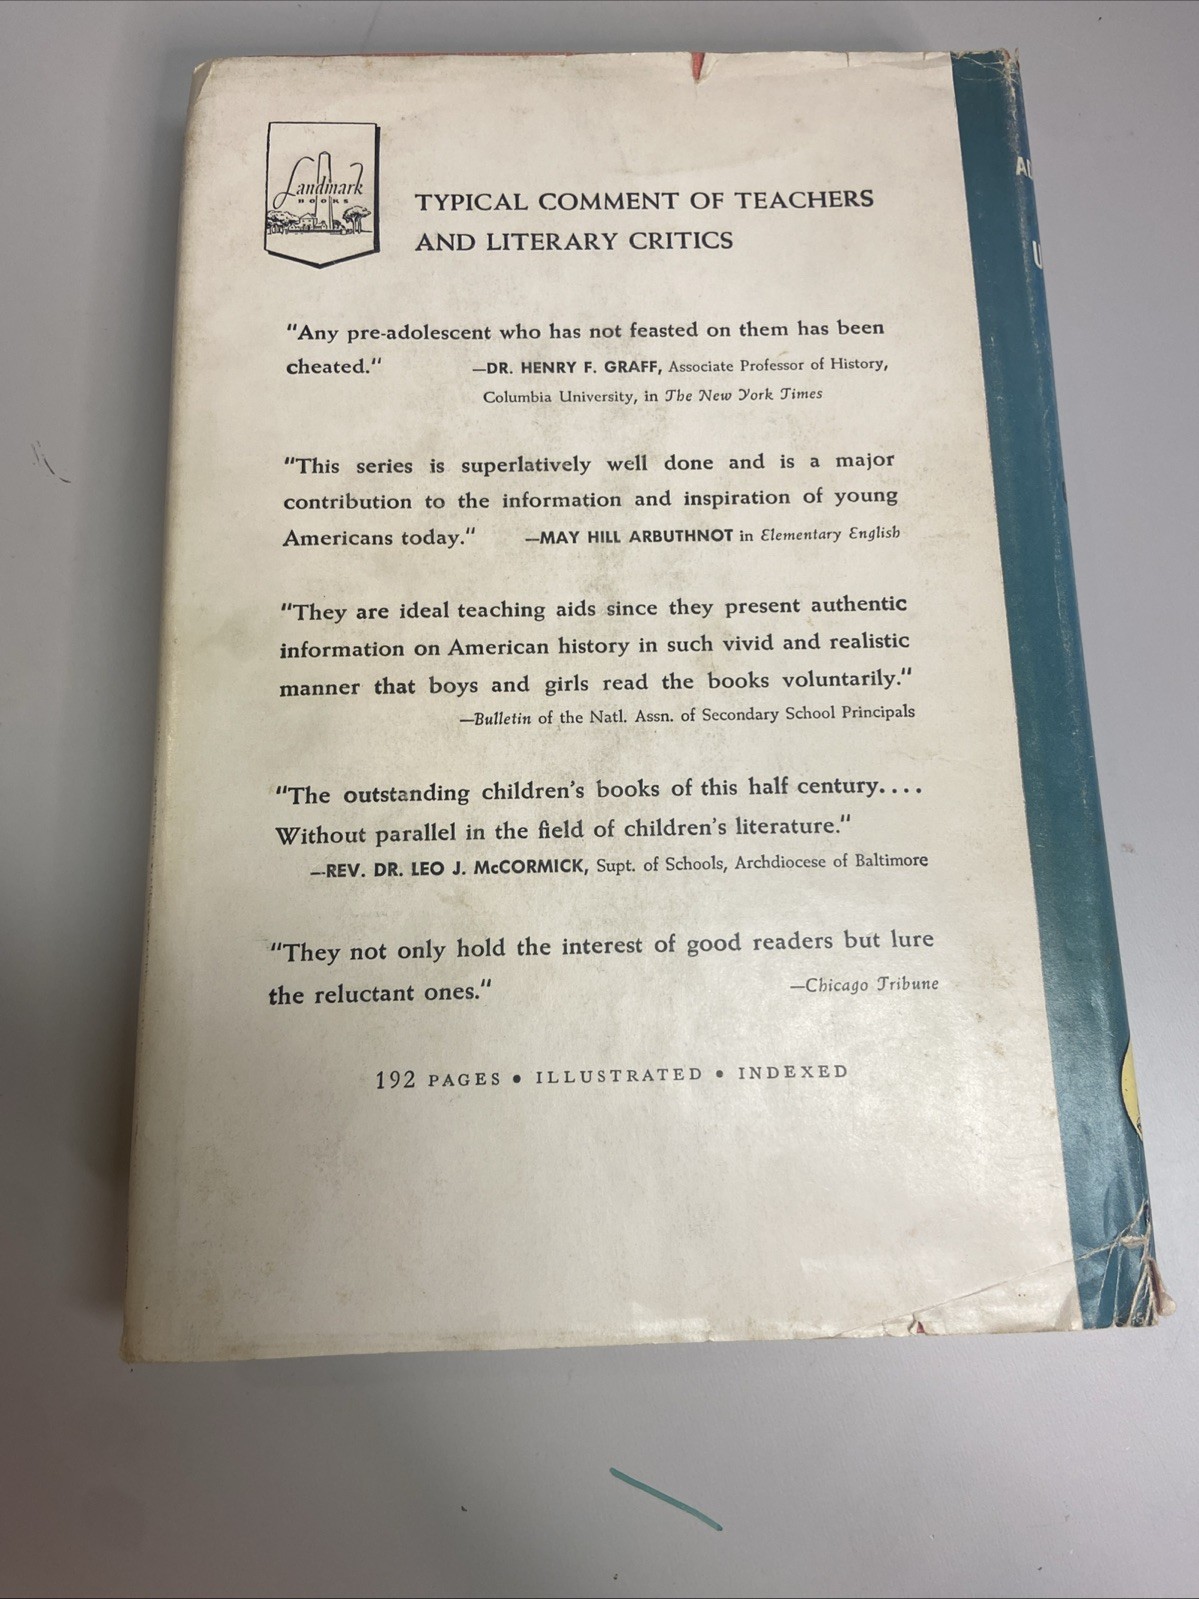 Landmark
BOOKS
TYPICAL COMMENT OF TEACHERS
AND LITERARY CRITICS
"Any pre-adolescent who has not feasted on them has been
cheated." —DR. HENRY F. GRAFF, Associate Professor of History,
Columbia University, in The New York Times
"This series is superlatively well done and is a major
contribution to the information and inspiration of young
Americans today." —MAY HILL ARBUTHNOT in Elementary English
"They are ideal teaching aids since they present authentic
information on American history in such vivid and realistic
manner that boys and girls read the books voluntarily."
—Bulletin of the Natl. Assn. of Secondary School Principals
"The outstanding children's books of this half century....
Without parallel in the field of children's literature."
—REV. DR. LEO J. McCORMICK, Supt. of Schools, Archdiocese of Baltimore
"They not only hold the interest of good readers but lure
the reluctant ones." —Chicago Tribune
192 PAGES • ILLUSTRATED • INDEXED